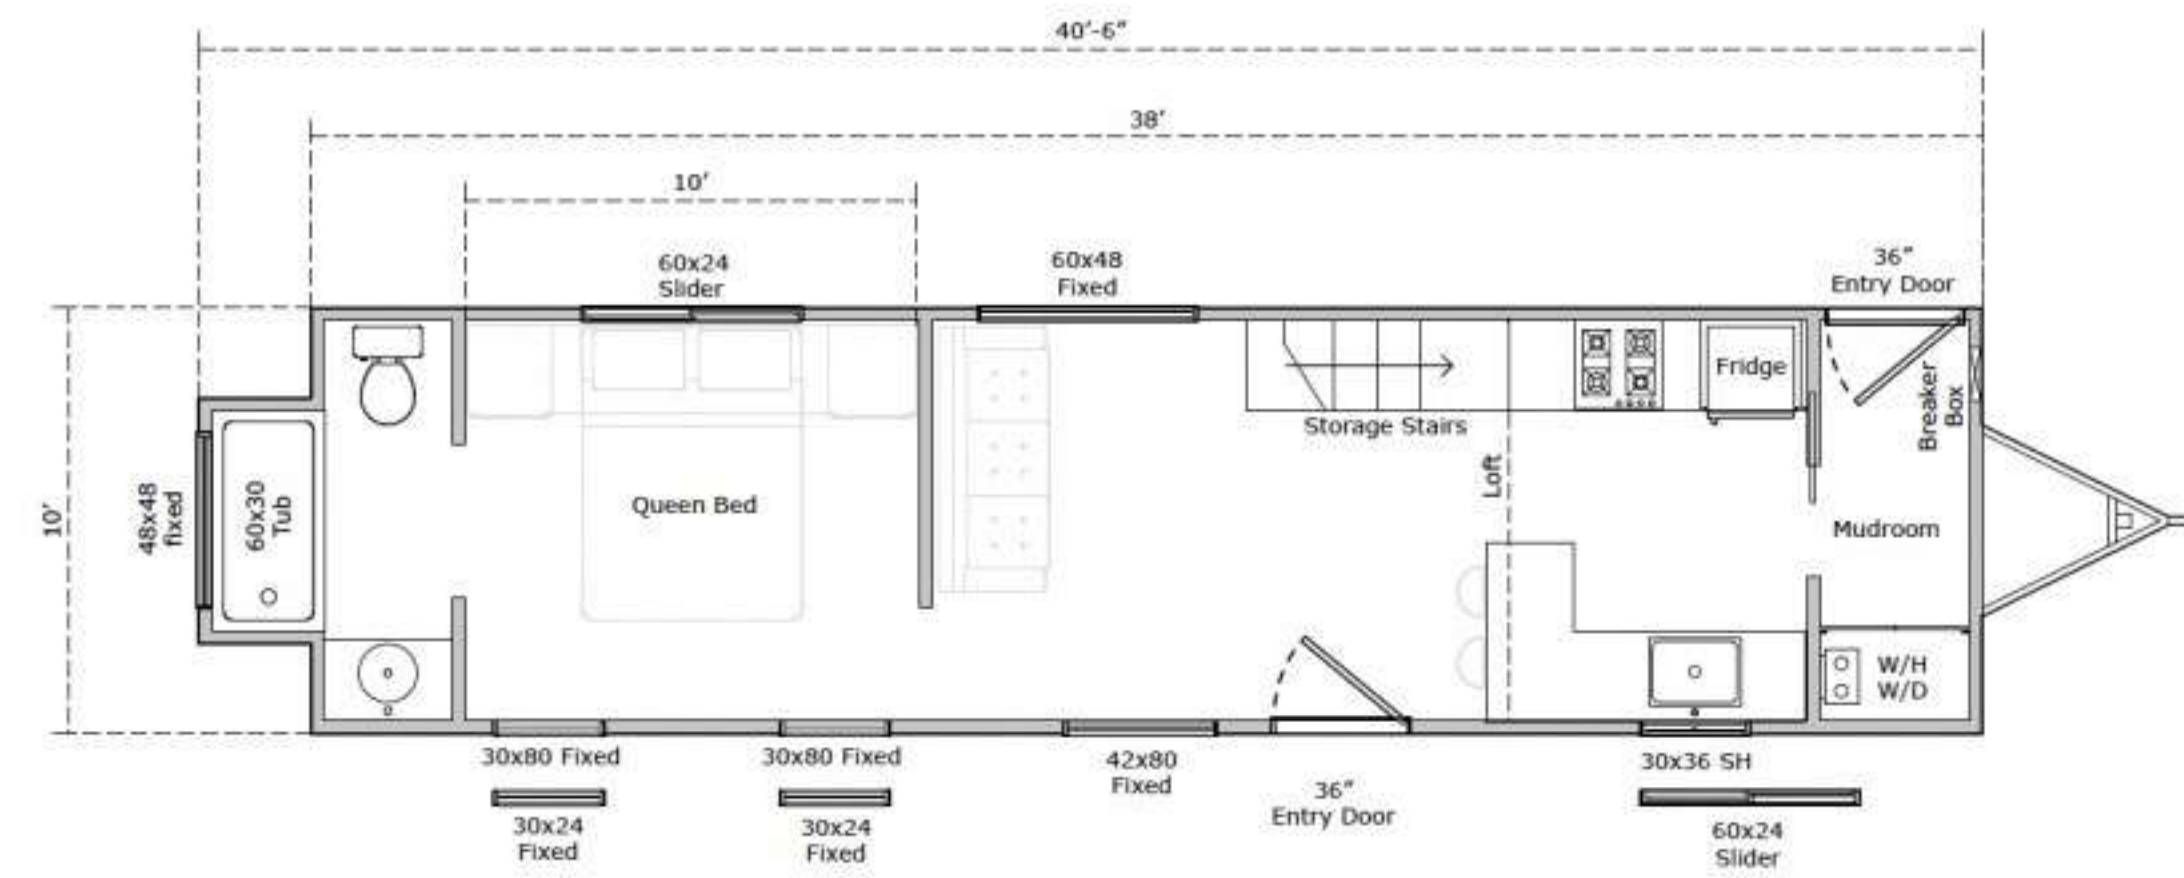 40'-6"
38'
10'
60x24
Slider
60x48
Fixed
36"
Entry Door
Fridge
Breaker
Box
Storage Stairs
Loft
Queen Bed
60x30
Tub
48x48
fixed
10'
Mudroom
W/H
W/D
30x80 Fixed
30x80 Fixed
42x80
Fixed
36"
Entry Door
30x36 SH
30x24
Fixed
30x24
Fixed
60x24
Slider